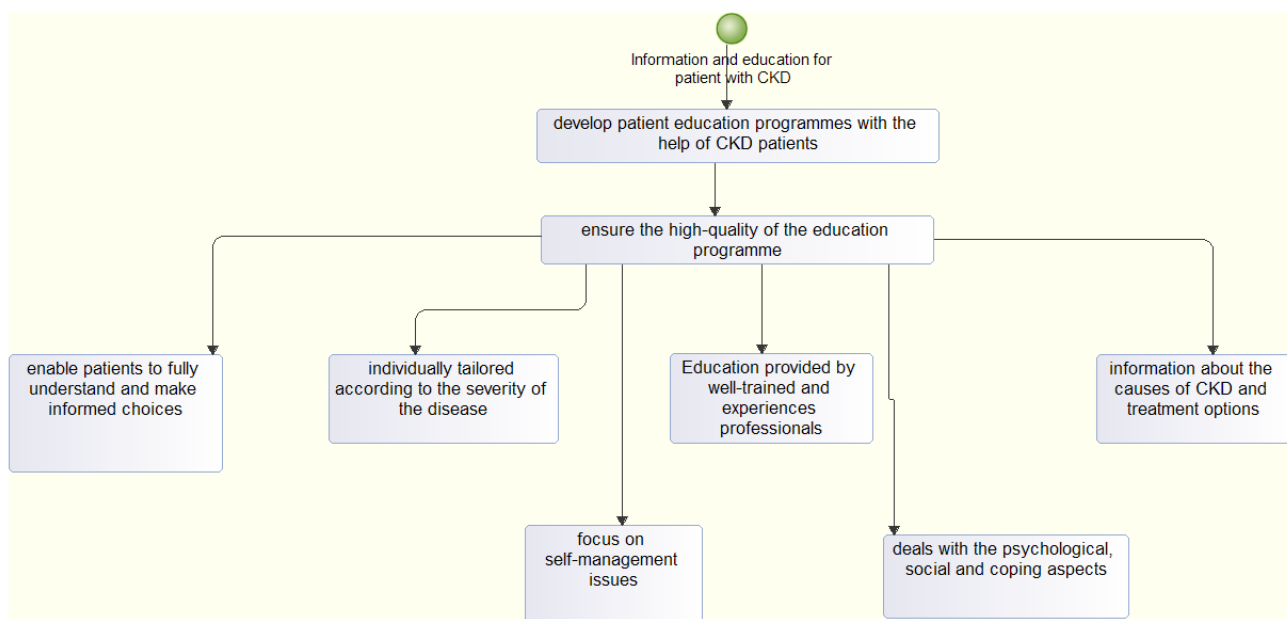 Information and education for
patient with CKD
develop patient education programmes with the
help of CKD patients
ensure the high-quality of the education
programme
enable patients to fully
understand and make
informed choices
individually tailored
according to the severity of
the disease
Education provided by
well-trained and
experiences
professionals
information about the
causes of CKD and
treatment options
focus on
self-management
issues
deals with the psychological,
social and coping aspects